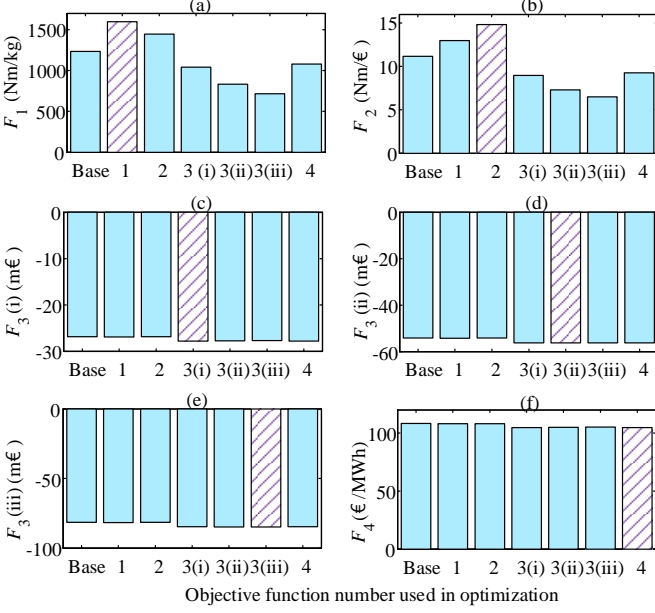 (a)
F1 (Nm/kg)
1500
1000
500
0
Base 1 2 3 (i) 3(ii) 3(iii) 4
(b)
F2 (Nm/€)
15
10
5
0
Base 1 2 3(i) 3(ii) 3(iii) 4
(c)
F3 (i) (m€ )
0
-10
-20
-30
Base 1 2 3(i) 3(ii) 3(iii) 4
(d)
F3 (ii) (m€ )
0
-20
-40
-60
Base 1 2 3(i) 3(ii) 3(iii) 4
(e)
F3 (iii) (m€ )
0
-50
-100
Base 1 2 3(i) 3(ii) 3(iii) 4
(f)
F4 (€ /MWh)
100
50
0
Base 1 2 3(i) 3(ii) 3(iii) 4
Objective function number used in optimization